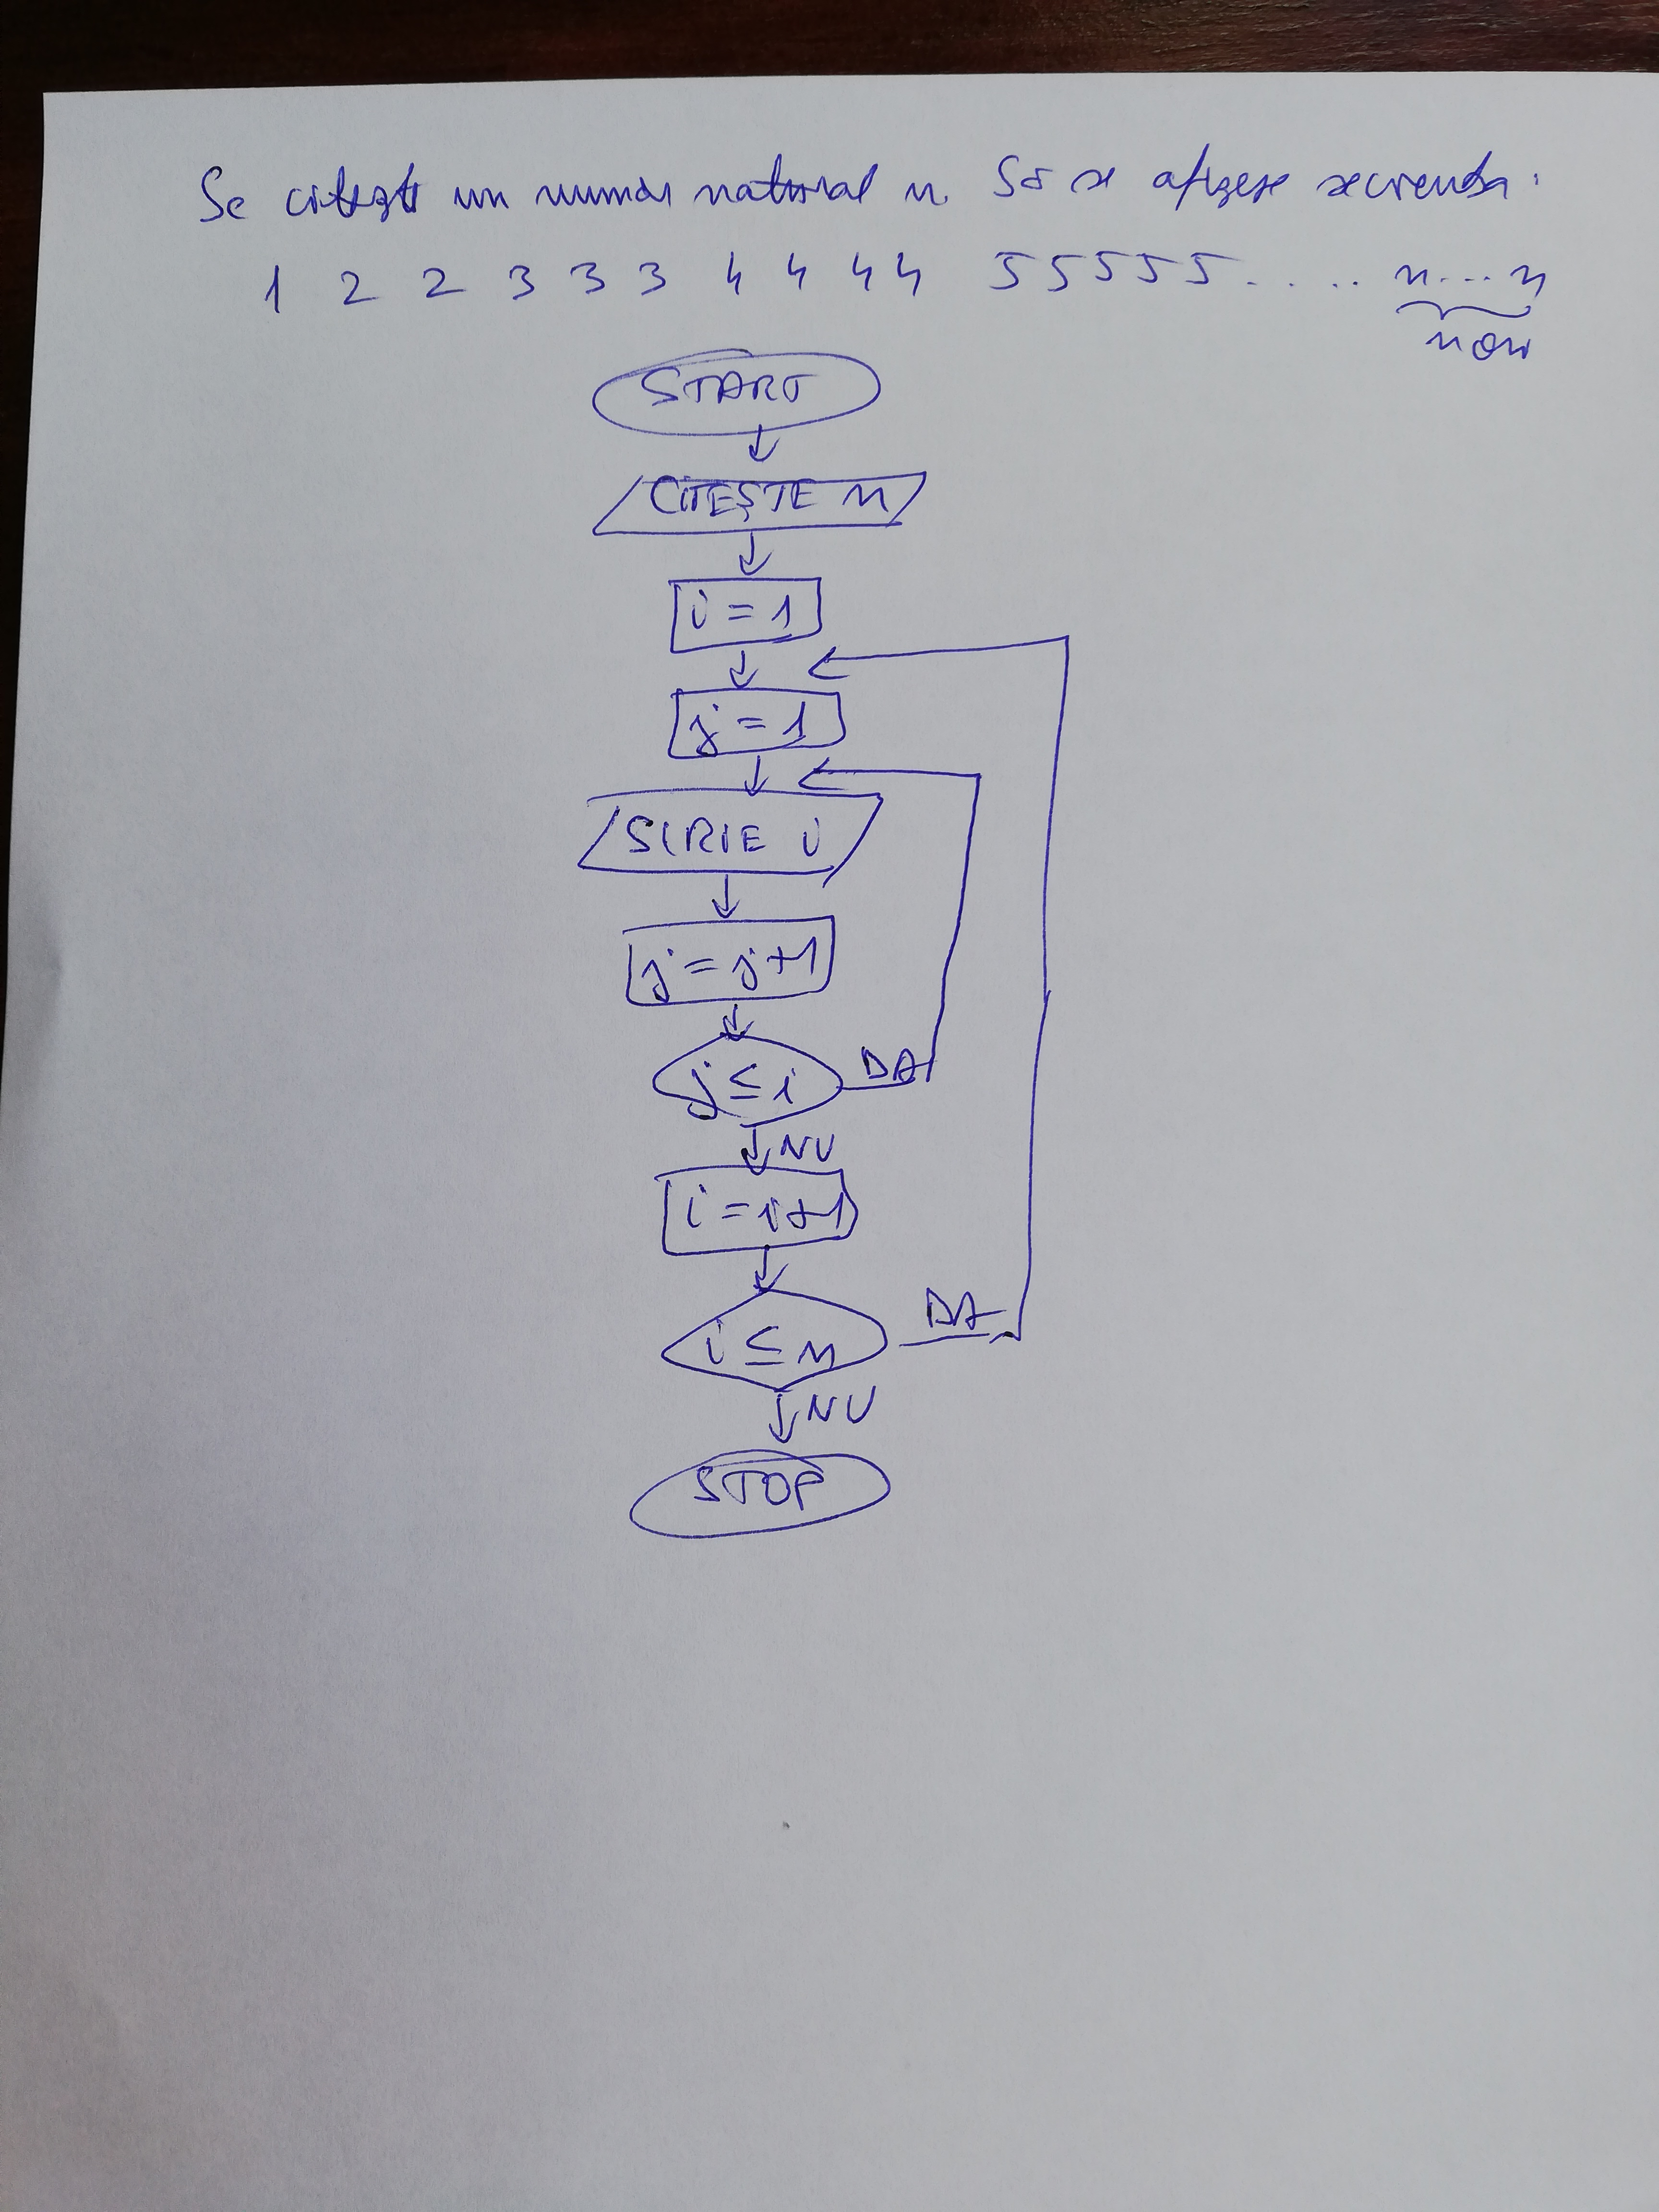 Se citește un număr natural n. Să se afișeze secvența:
1 2 2 3 3 3 4 4 4 4 5 5 5 5 5 . . . . n...n
n ori
START
CITEȘTE n
i = 1
j = 1
SCRIE i
j = j+1
j ≤ i DA
NU
i = i+1
i ≤ n DA
NU
STOP